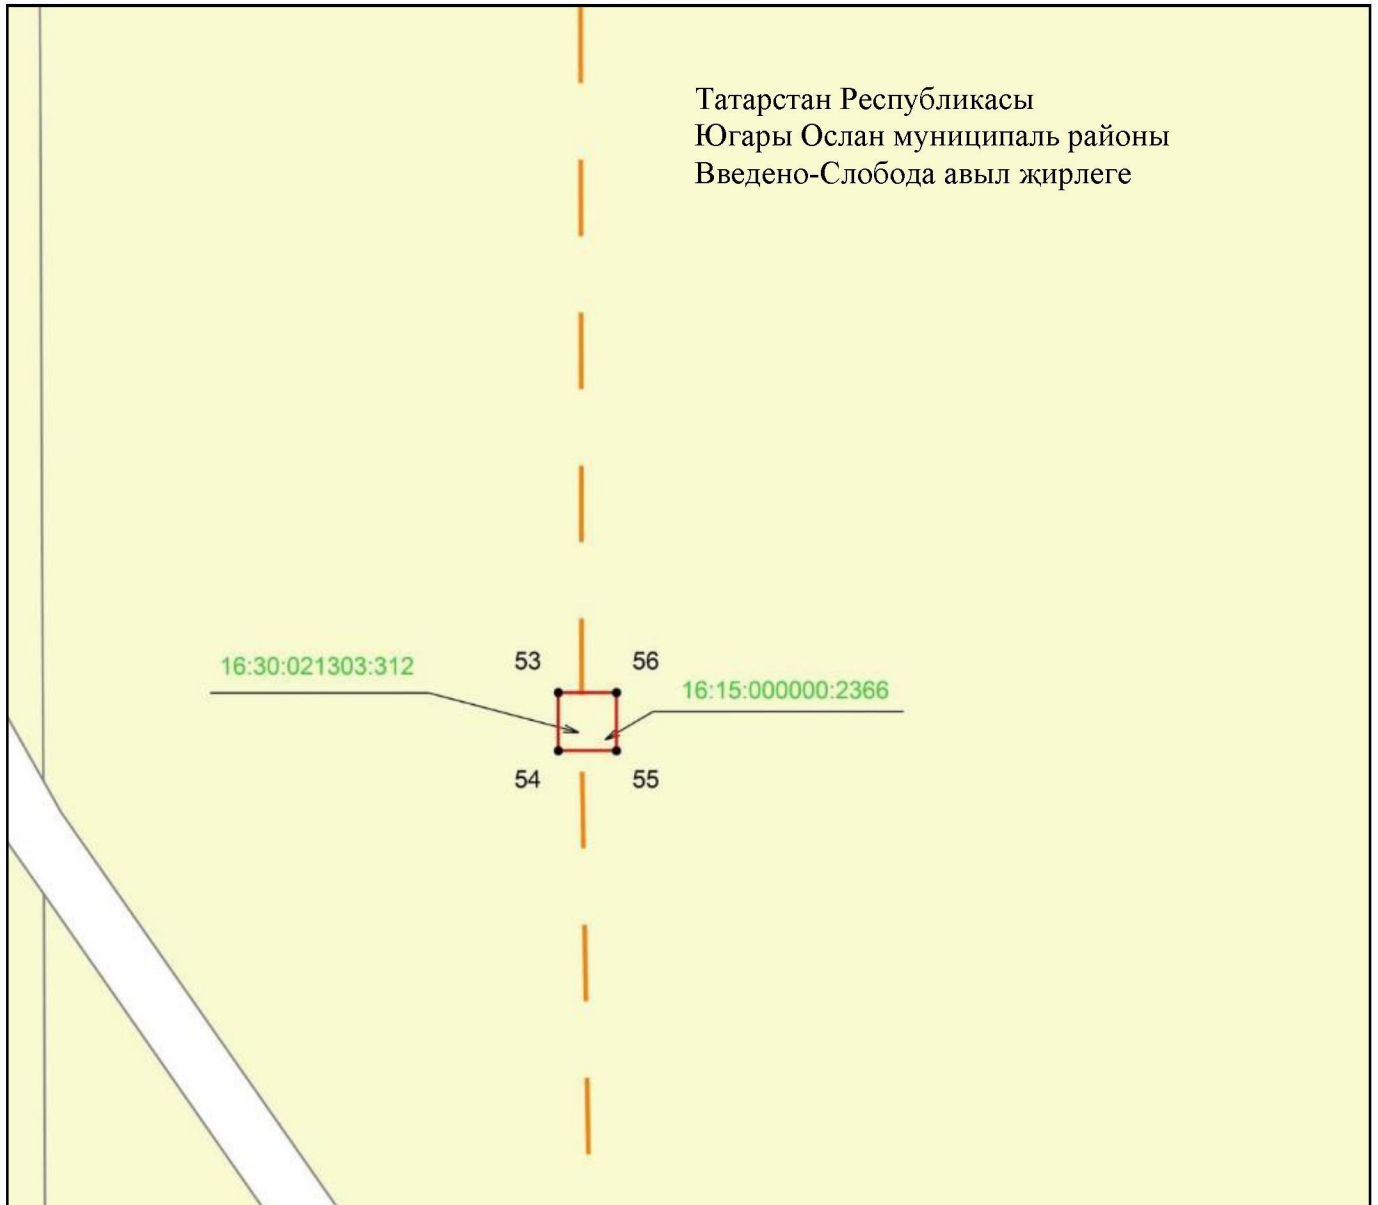 Татарстан Республикасы
Югары Ослан муниципаль районы
Введено-Слобода авыл җирлеге
16:30:021303:312
53
56
16:15:000000:2366
54
55